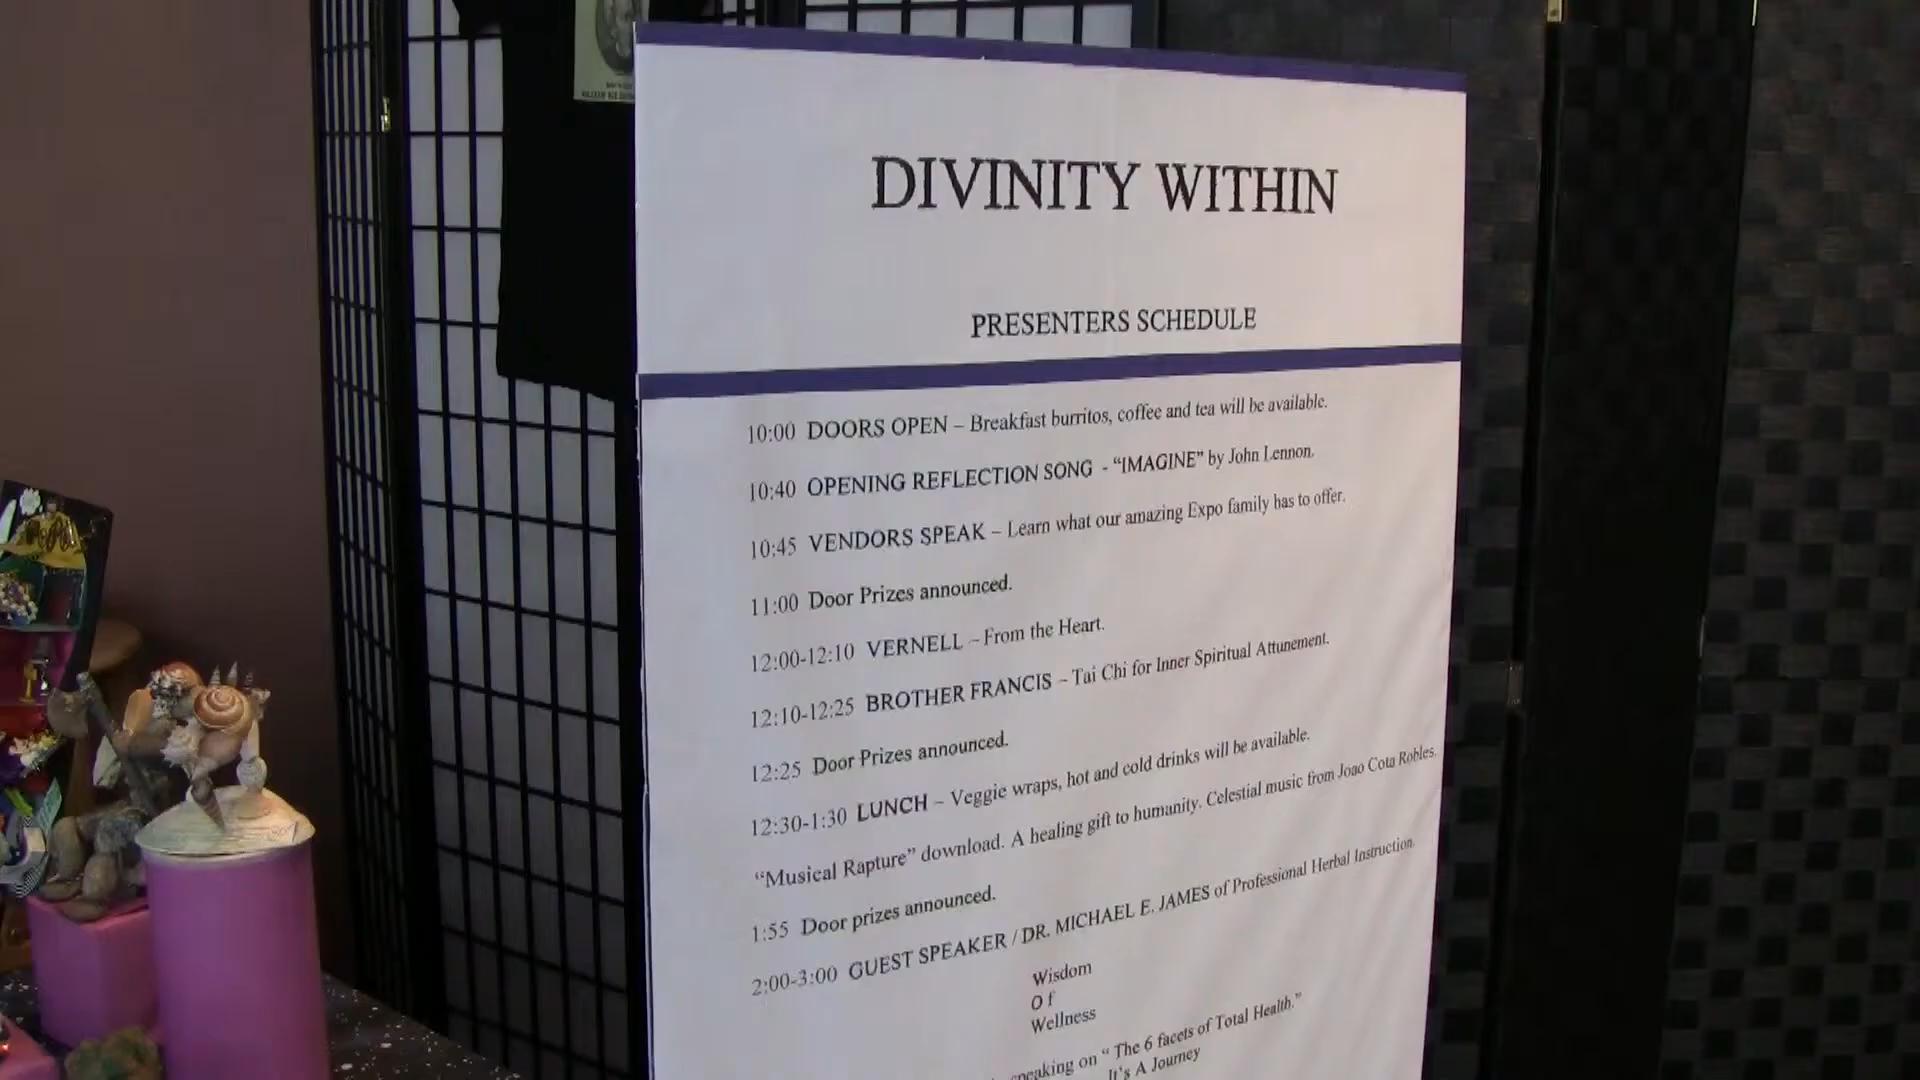 DIVINITY WITHIN
PRESENTERS SCHEDULE
10:00 DOORS OPEN – Breakfast burritos, coffee and tea will be available.
10:40 OPENING REFLECTION SONG - “IMAGINE” by John Lennon.
10:45 VENDORS SPEAK – Learn what our amazing Expo family has to offer.
11:00 Door Prizes announced.
12:00-12:10 VERNELL – From the Heart.
12:10-12:25 BROTHER FRANCIS – Tai Chi for Inner Spiritual Attunement.
12:25 Door Prizes announced.
12:30-1:30 LUNCH – Veggie wraps, hot and cold drinks will be available.
“Musical Rapture” download. A healing gift to humanity. Celestial music from Joao Cota Robles.
1:55 Door prizes announced.
2:00-3:00 GUEST SPEAKER / DR. MICHAEL E. JAMES of Professional Herbal Instruction.
Wisdom
Of
Wellness
speaking on “ The 6 facets of Total Health.”
It's A Journey